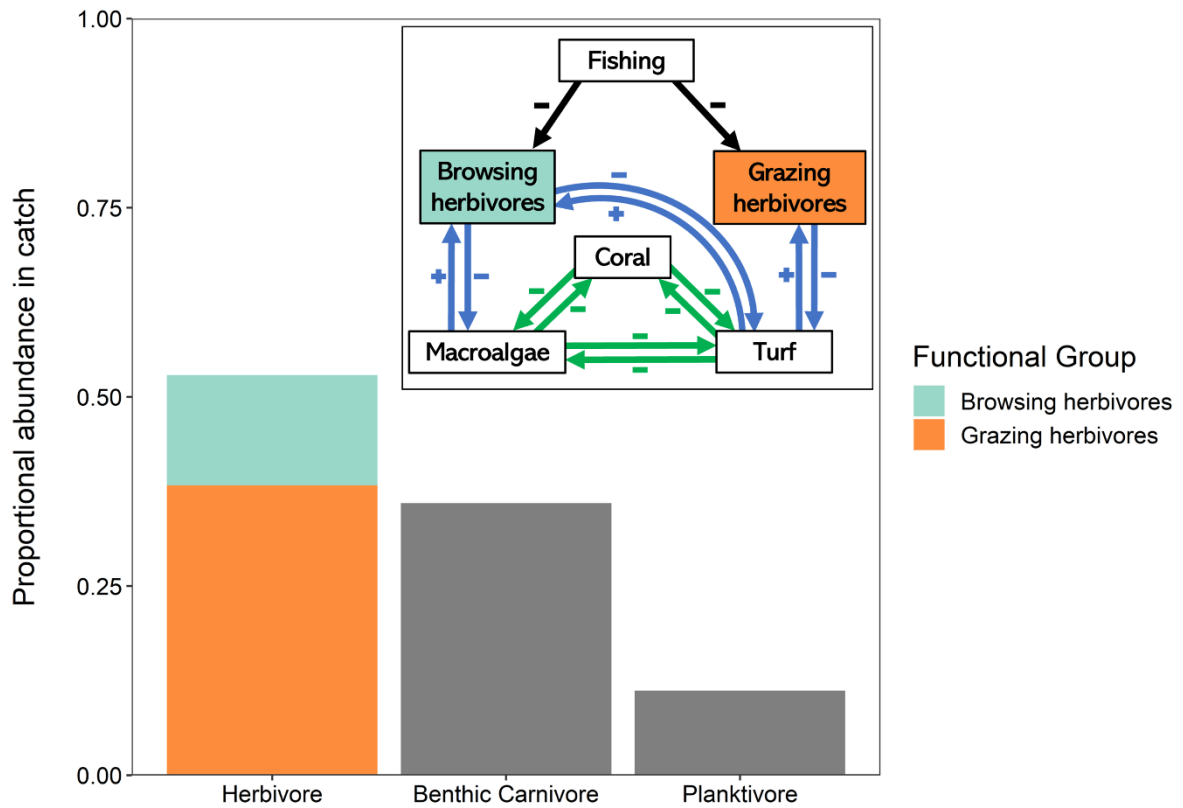 Proportional abundance in catch
1.00
0.75
0.50
0.25
0.00
Fishing
-
-
Browsing
herbivores
Grazing
herbivores
-
+
Coral
+
-
+
-
-
-
-
-
Macroalgae
-
-
Turf
Herbivore
Benthic Carnivore
Planktivore
Functional Group
Browsing herbivores
Grazing herbivores